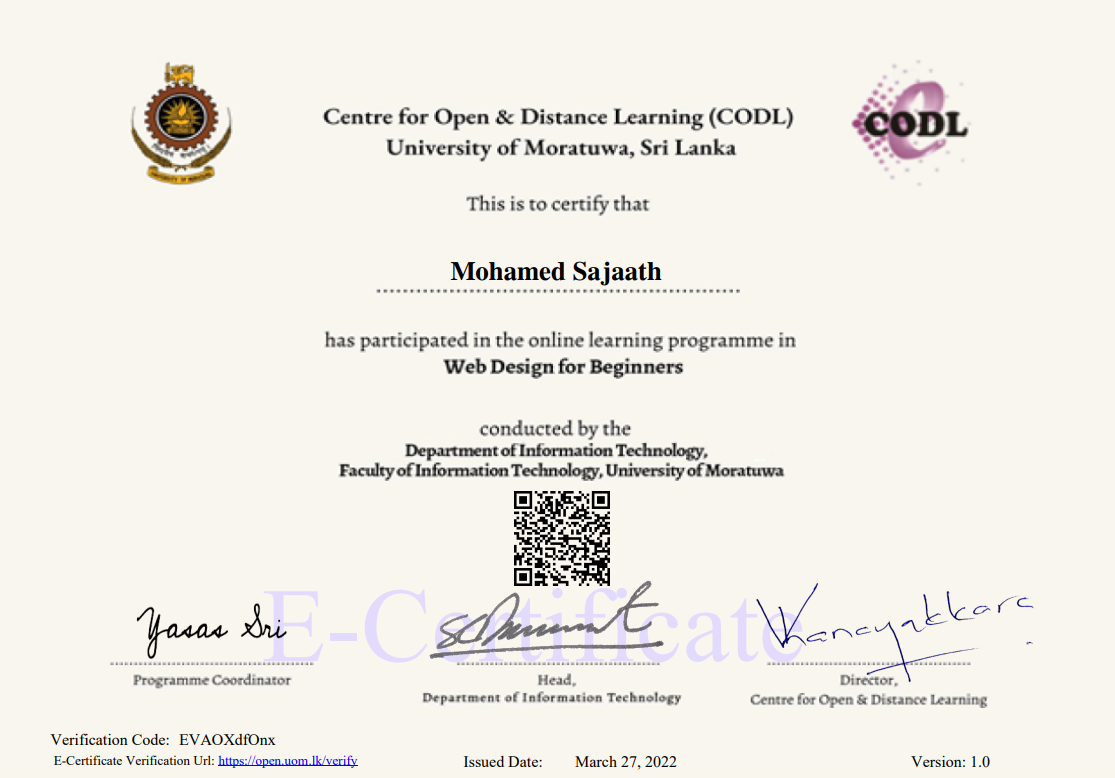 Centre for Open & Distance Learning (CODL)
CODL
University of Moratuwa, Sri Lanka
UNIVERSITY OF MORATUWA
This is to certify that
Mohamed Sajaath
has participated in the online learning programme in
Web Design for Beginners
conducted by the
Department of Information Technology,
Faculty of Information Technology, University of Moratuwa
E-Certificate
Yasas Sri
Programme Coordinator
Head,
Department of Information Technology
Director,
Centre for Open & Distance Learning
Verification Code: EVAOXdfOnx
E-Certificate Verification Url: https://open.uom.lk/verify
Issued Date: March 27, 2022
Version: 1.0